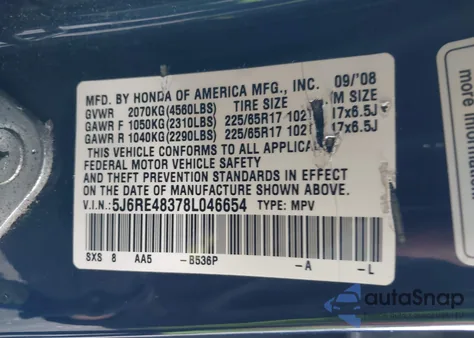 MFD. BY HONDA OF AMERICA MFG., INC. 09/'08
GVWR 2070KG(4560LBS) TIRE SIZE M SIZE
GAWR F 1050KG(2310LBS) 225/65R17 102 17x6.5J
GAWR R 1040KG(2290LBS) 225/65R17 102 17x6.5J
THIS VEHICLE CONFORMS TO ALL APPLICA
FEDERAL MOTOR VEHICLE SAFETY
AND THEFT PREVENTION STANDARDS IN EFFECT ON
THE DATE OF MANUFACTURE SHOWN ABOVE.
V.I.N.: 5J6RE48378L046654 TYPE: MPV
SXS 8 AA5 -B536P -A -L
more
autoSnap